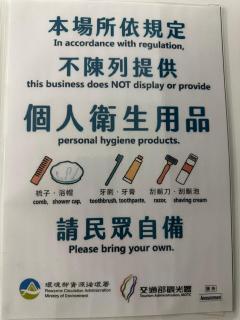 本場所依規定
In accordance with regulation,
不陳列提供
this business does NOT display or provide
個人衛生用品
personal hygiene products.
梳子、浴帽 牙刷、牙膏 刮鬍刀、刮鬍泡
comb, shower cap, toothbrush, toothpaste, razor, shaving cream
請民眾自備
Please bring your own.
環境部資源循環署
Resource Circulation Administration
Ministry of Environment
交通部觀光署
Tourism Administration, MOTC
廣告
Advertisement